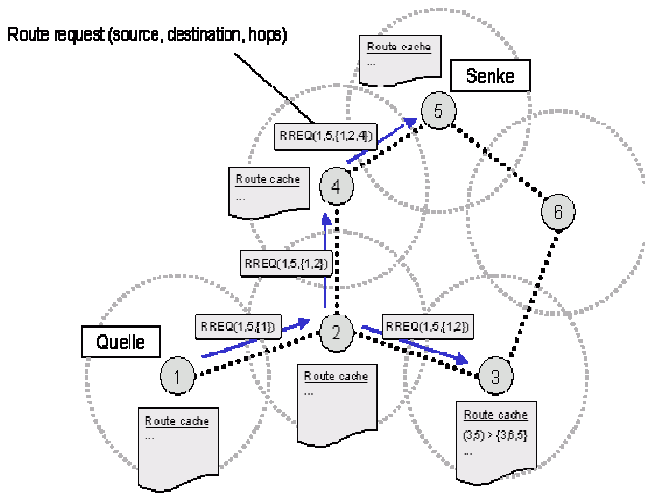 Route request (source, destination, hops)
Route cache
...
Senke
5
RREQ(1,5,{1,2,4})
Route cache
...
4
6
RREQ(1,5,{1,2})
RREQ(1,5,{1})
2
RREQ(1,5,{1,2})
Quelle
1
3
Route cache
...
Route cache
...
Route cache
(3,5) > {3,6,5}
...